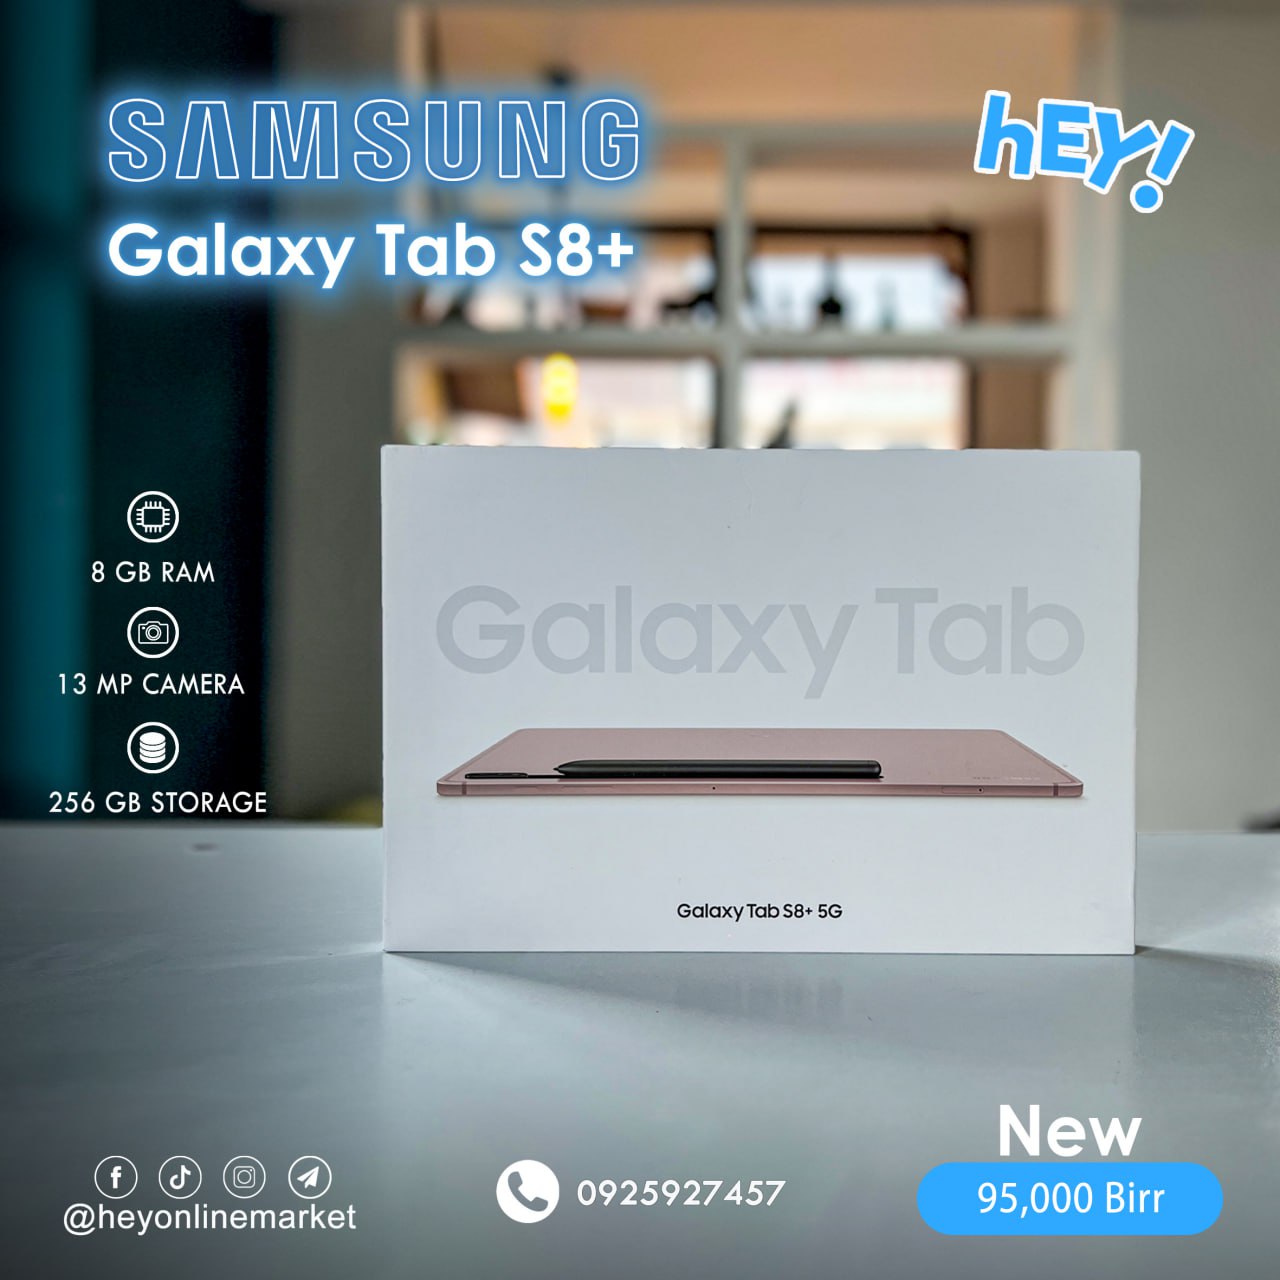 SAMSUNG
hEY!
Galaxy Tab S8+
8 GB RAM
13 MP CAMERA
256 GB STORAGE
Galaxy Tab
Galaxy Tab S8+ 5G
New
95,000 Birr
0925927457
@heyonlinemarket